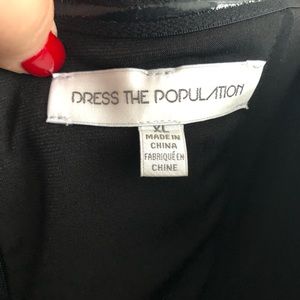 DRESS THE POPULATION
XL
MADE IN
CHINA
FABRIQUÉ EN
CHINE